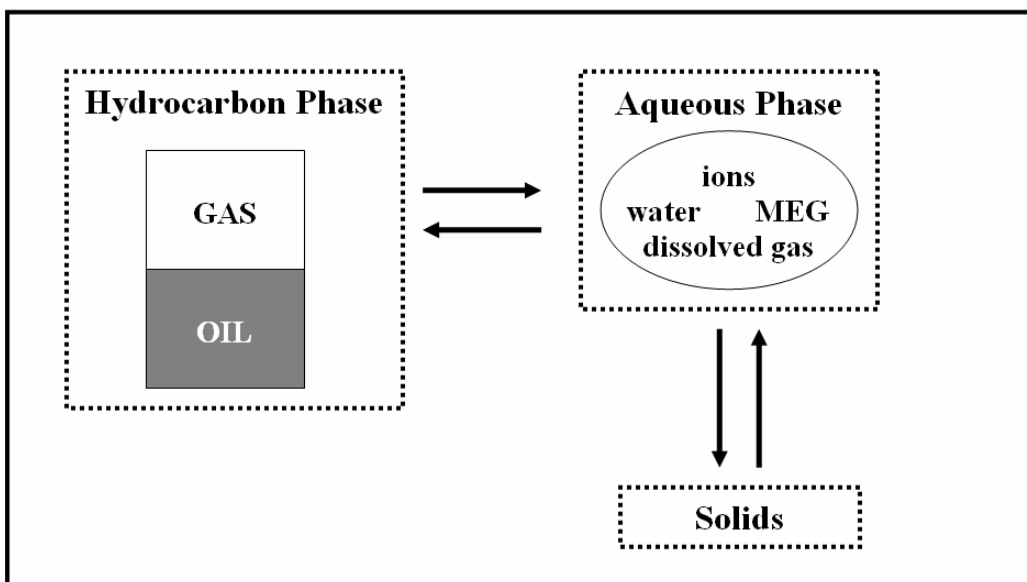 Hydrocarbon Phase
GAS
OIL
Aqueous Phase
ions
water MEG
dissolved gas
Solids